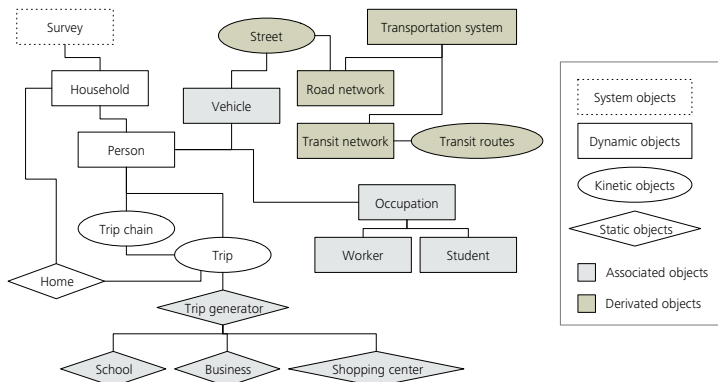 Survey
Street
Transportation system
Household
Road network
Vehicle
Person
Transit network
Transit routes
Occupation
Trip chain
Worker
Student
Trip
Home
Trip generator
School
Business
Shopping center
System objects
Dynamic objects
Kinetic objects
Static objects
Associated objects
Derivated objects